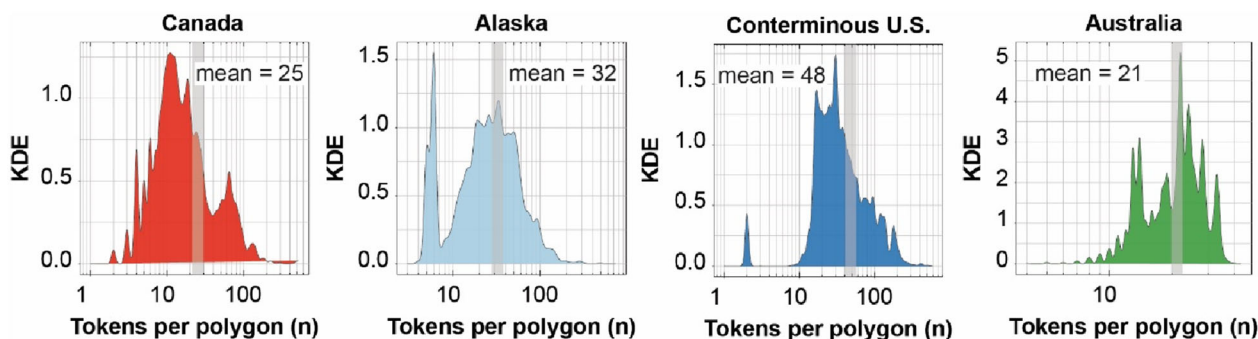 Canada
KDE
1.0
0.5
0.0
mean = 25
1 10 100
Tokens per polygon (n)
Alaska
KDE
1.5
1.0
0.5
0.0
mean = 32
10 100
Tokens per polygon (n)
Conterminous U.S.
KDE
1.5
1.0
0.5
0.0
mean = 48
1 10 100
Tokens per polygon (n)
Australia
KDE
5
4
3
2
1
0
mean = 21
10
Tokens per polygon (n)